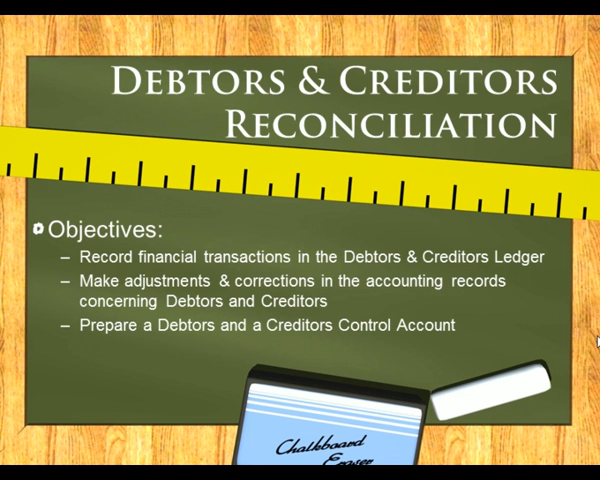 DEBTORS & CREDITORS
RECONCILIATION
Objectives:
– Record financial transactions in the Debtors & Creditors Ledger
– Make adjustments & corrections in the accounting records
concerning Debtors and Creditors
– Prepare a Debtors and a Creditors Control Account
Chalkboard
Eraser